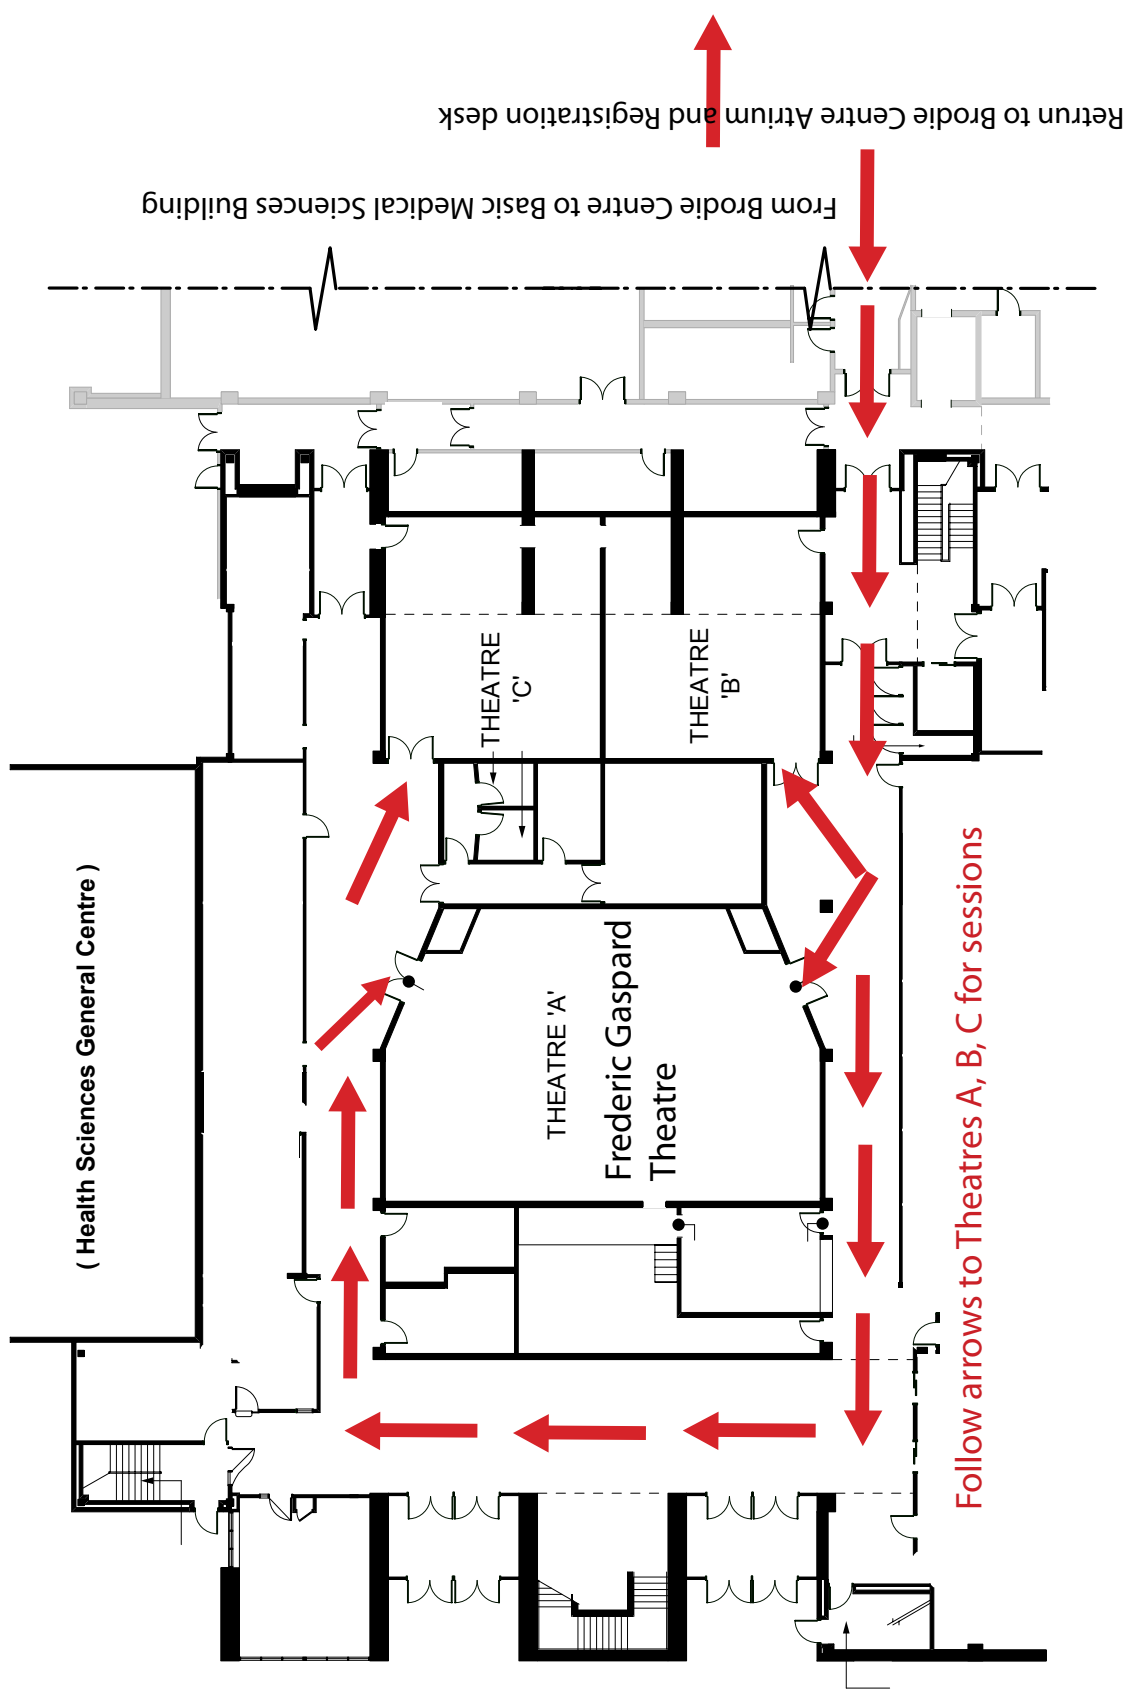 Retrun to Brodie Centre Atrium and Registration desk
From Brodie Centre to Basic Medical Sciences Building
THEATRE
'C'
THEATRE
'B'
( Health Sciences General Centre )
THEATRE 'A'
Frederic Gaspard
Theatre
Follow arrows to Theatres A, B, C for sessions